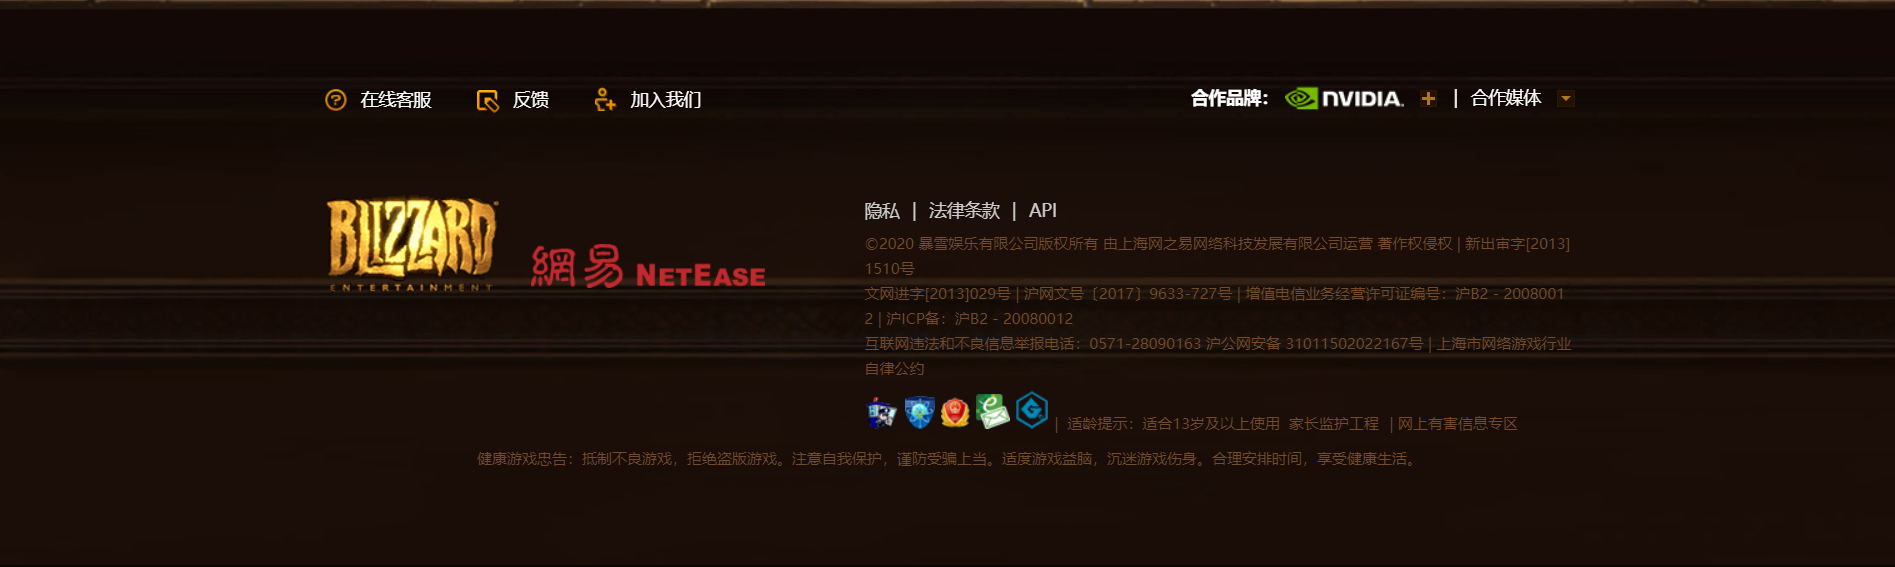 在线客服 反馈 加入我们 合作品牌： NVIDIA. | 合作媒体
BLIZZARD
ENTERTAINMENT
網易 NETEASE
隐私 | 法律条款 | API
©2020 暴雪娱乐有限公司版权所有 由上海网之易网络科技发展有限公司运营 著作权侵权 | 新出审字[2013]
1510号
文网进字[2013]029号 | 沪网文号〔2017〕9633-727号 | 增值电信业务经营许可证编号：沪B2 - 2008001
2 | 沪ICP备：沪B2 - 20080012
互联网违法和不良信息举报电话：0571-28090163 沪公网安备 31011502022167号 | 上海市网络游戏行业
自律公约
| 适龄提示：适合13岁及以上使用 家长监护工程 | 网上有害信息专区
健康游戏忠告：抵制不良游戏，拒绝盗版游戏。注意自我保护，谨防受骗上当。适度游戏益脑，沉迷游戏伤身。合理安排时间，享受健康生活。